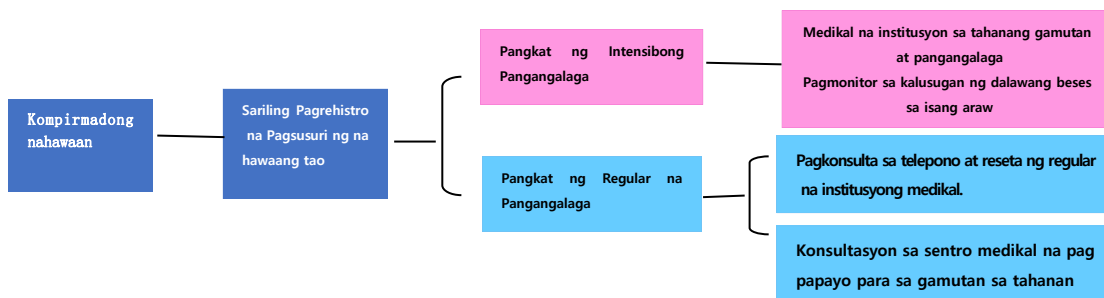 Kompirmadong
nahawaan
Sariling Pagrehistro
na Pagsusuri ng na
hawaang tao
Pangkat ng Intensibong
Pangangalaga
Medikal na institusyon sa tahanang gamutan
at pangangalaga
Pagmonitor sa kalusugan ng dalawang beses
sa isang araw
Pangkat ng Regular na
Pangangalaga
Pagkonsulta sa telepono at reseta ng regular
na institusyong medikal.
Konsultasyon sa sentro medikal na pag
papayo para sa gamutan sa tahanan